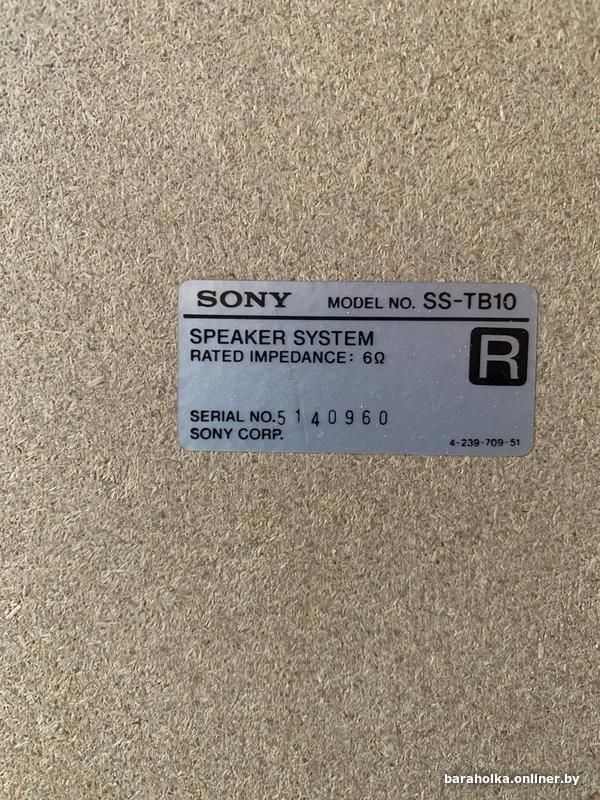 SONY MODEL NO. SS-TB10
SPEAKER SYSTEM
RATED IMPEDANCE: 6Ω
R
SERIAL NO. 5140960
SONY CORP.
4-239-709-51
baraholka.onliner.by